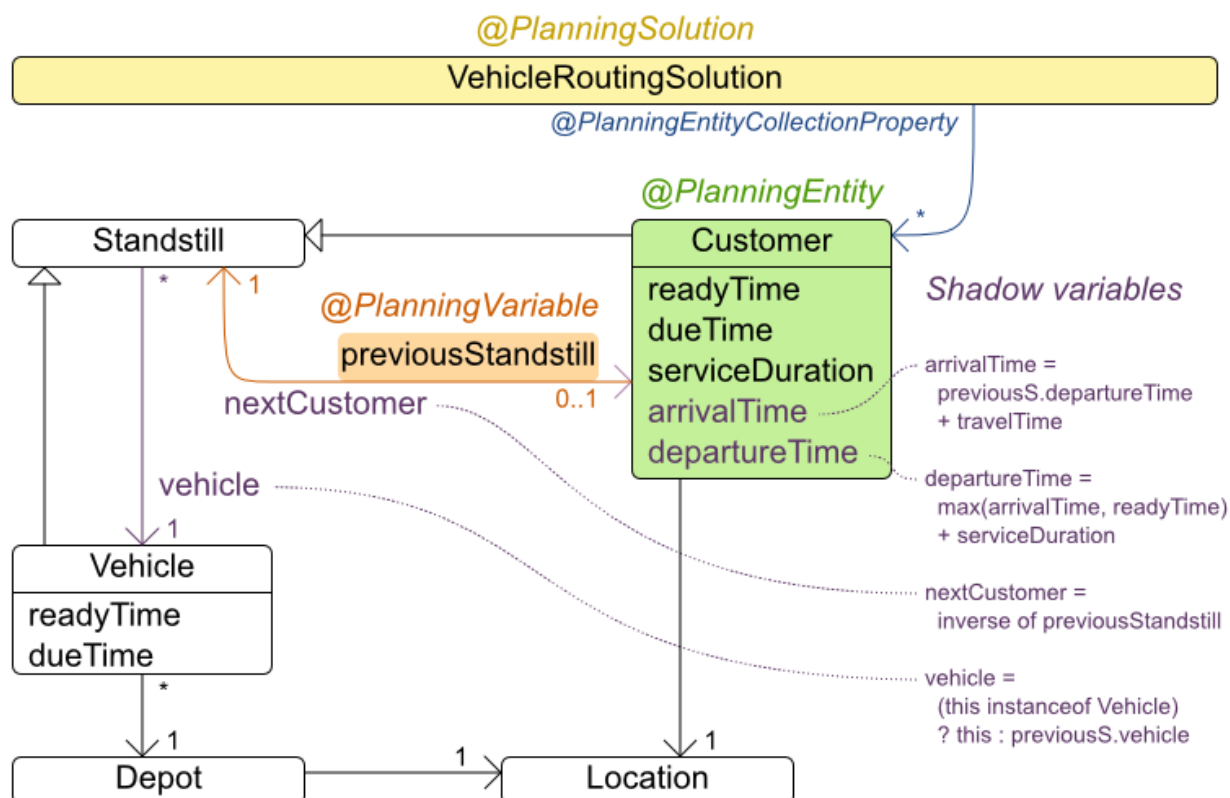 @PlanningSolution
VehicleRoutingSolution
@PlanningEntityCollectionProperty
@PlanningEntity
*
Standstill
Customer
*
1
readyTime
Shadow variables
@PlanningVariable
dueTime
previousStandstill
serviceDuration
arrivalTime =
previousS.departureTime
+ travelTime
0..1
nextCustomer
arrivalTime
departureTime
vehicle
departureTime =
max(arrivalTime, readyTime)
+ serviceDuration
1
Vehicle
readyTime
dueTime
nextCustomer =
inverse of previousStandstill
*
vehicle =
(this instanceof Vehicle)
? this : previousS.vehicle
1
1
1
Depot
Location